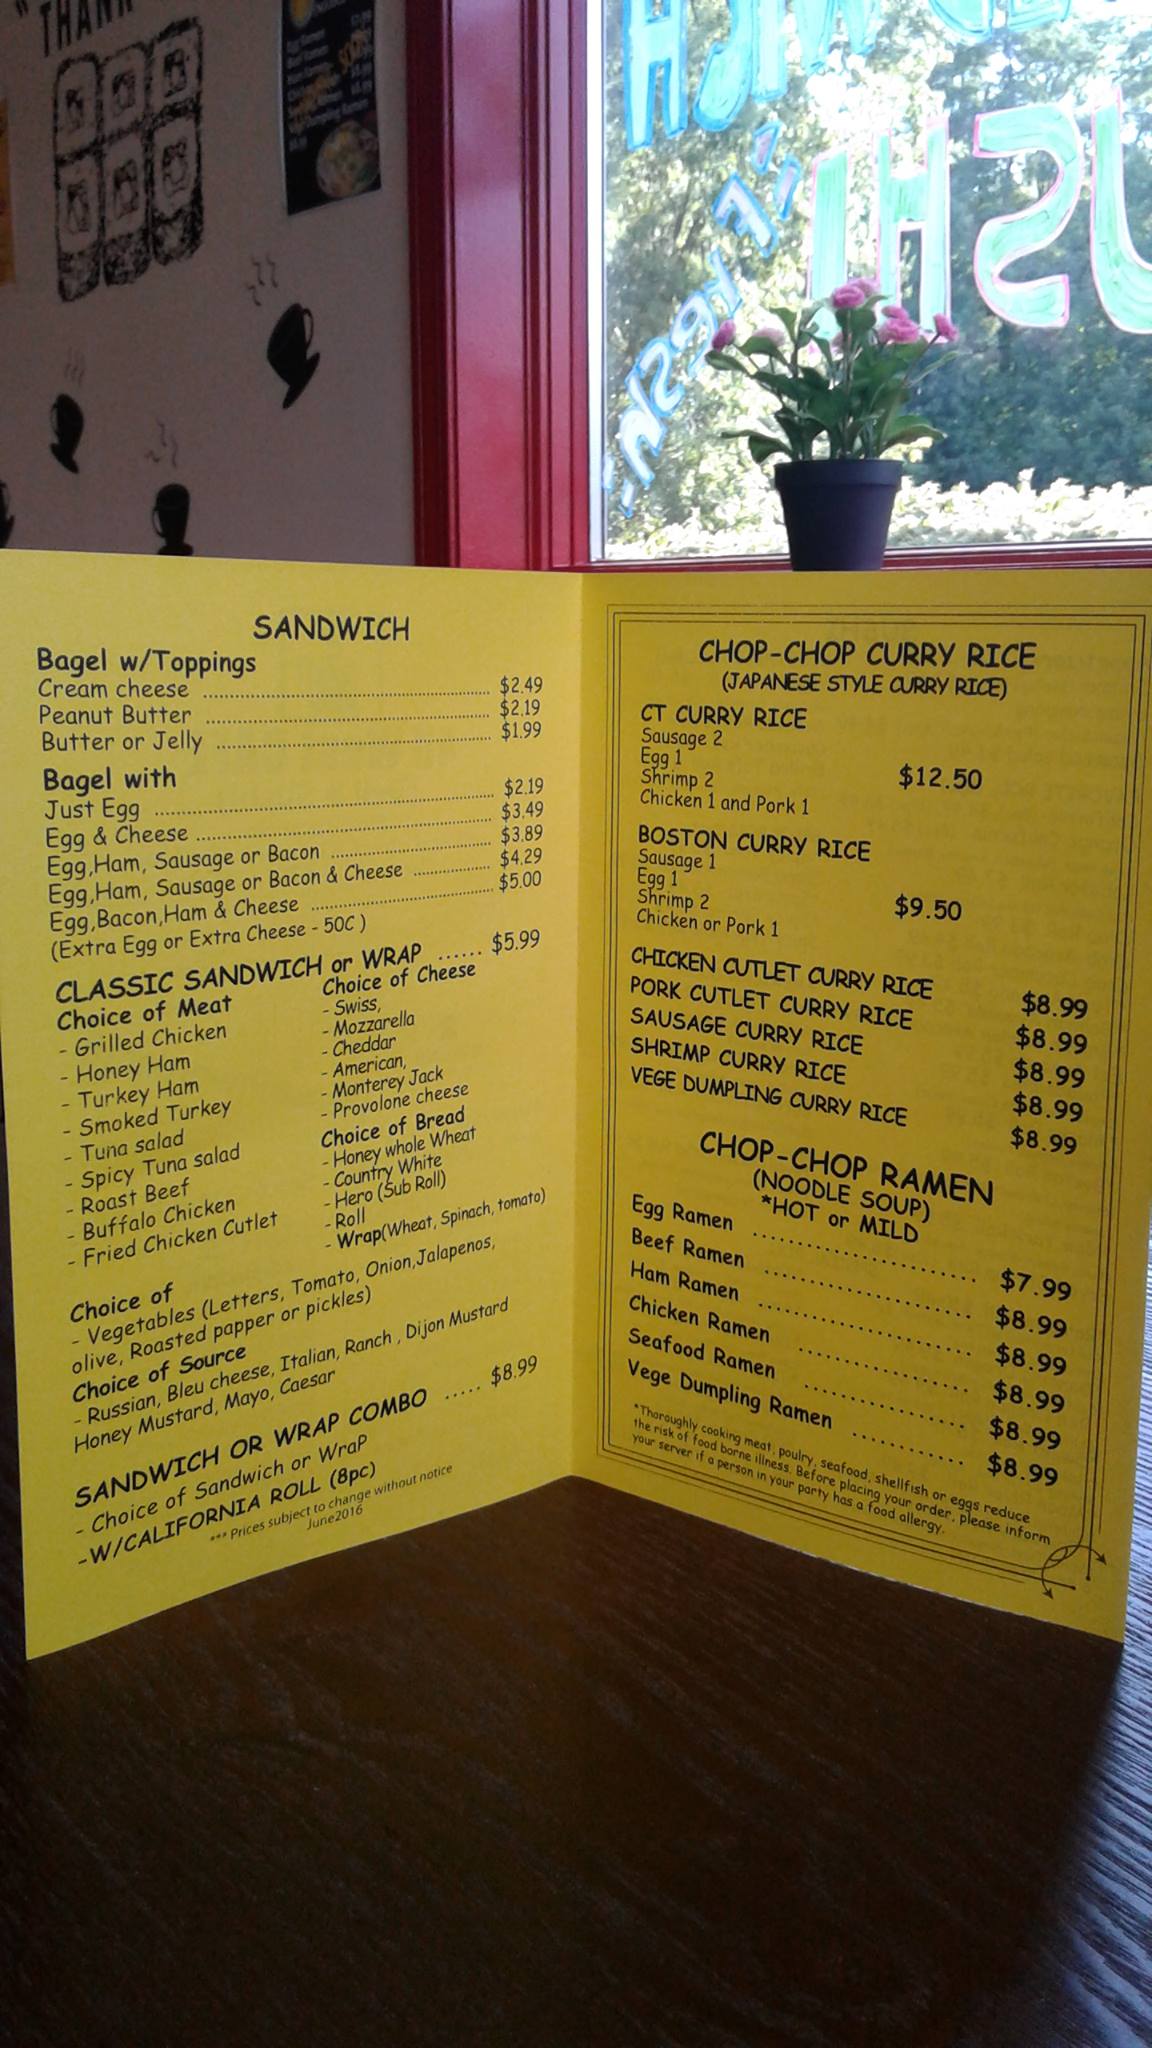 "THANK
SANDWICH
Bagel w/Toppings
Cream cheese ........ $2.49
Peanut Butter ........ $2.19
Butter or Jelly ........ $1.99
Bagel with
Just Egg ........ $2.19
Egg & Cheese ........ $3.49
Egg,Ham, Sausage or Bacon ........ $3.89
Egg,Ham, Sausage or Bacon & Cheese ........ $4.29
Egg,Bacon,Ham & Cheese ........ $5.00
(Extra Egg or Extra Cheese - 50C )
CLASSIC SANDWICH or WRAP ...... $5.99
Choice of Meat
- Grilled Chicken
- Honey Ham
- Turkey Ham
- Smoked Turkey
- Tuna salad
- Spicy Tuna salad
- Roast Beef
- Buffalo Chicken
- Fried Chicken Cutlet
Choice of Cheese
- Swiss,
- Mozzarella
- Cheddar
- American,
- Monterey Jack
- Provolone cheese
Choice of Bread
- Honey whole Wheat
- Country White
- Hero (Sub Roll)
- Roll
- Wrap(Wheat, Spinach, tomato)
Choice of
- Vegetables (Letters, Tomato, Onion,Jalapenos,
olive, Roasted papper or pickles)
Choice of Source
- Russian, Bleu cheese, Italian, Ranch , Dijon Mustard
Honey Mustard, Mayo, Caesar
SANDWICH OR WRAP COMBO ..... $8.99
- Choice of Sandwich or WraP
-W/CALIFORNIA ROLL (8pc)
*** Prices subject to change without notice
June2016
CHOP-CHOP CURRY RICE
(JAPANESE STYLE CURRY RICE)
CT CURRY RICE
Sausage 2
Egg 1
Shrimp 2 $12.50
Chicken 1 and Pork 1
BOSTON CURRY RICE
Sausage 1
Egg 1
Shrimp 2 $9.50
Chicken or Pork 1
CHICKEN CUTLET CURRY RICE $8.99
PORK CUTLET CURRY RICE $8.99
SAUSAGE CURRY RICE $8.99
SHRIMP CURRY RICE $8.99
VEGE DUMPLING CURRY RICE $8.99
CHOP-CHOP RAMEN
(NOODLE SOUP)
*HOT or MILD
Egg Ramen ........ $7.99
Beef Ramen ........ $8.99
Ham Ramen ........ $8.99
Chicken Ramen ........ $8.99
Seafood Ramen ........ $8.99
Vege Dumpling Ramen ........ $8.99
*Thoroughly cooking meat, poultry, seafood, shellfish or eggs reduce
the risk of food borne illness. Before placing your order, please inform
your server if a person in your party has a food allergy.